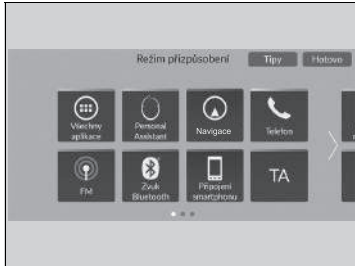 Režim přizpůsobení
Tipy
Hotovo
Všechny
aplikace
Personal
Assistant
Navigace
Telefon
FM
Zvuk
Bluetooth
Připojení
smartphonu
TA